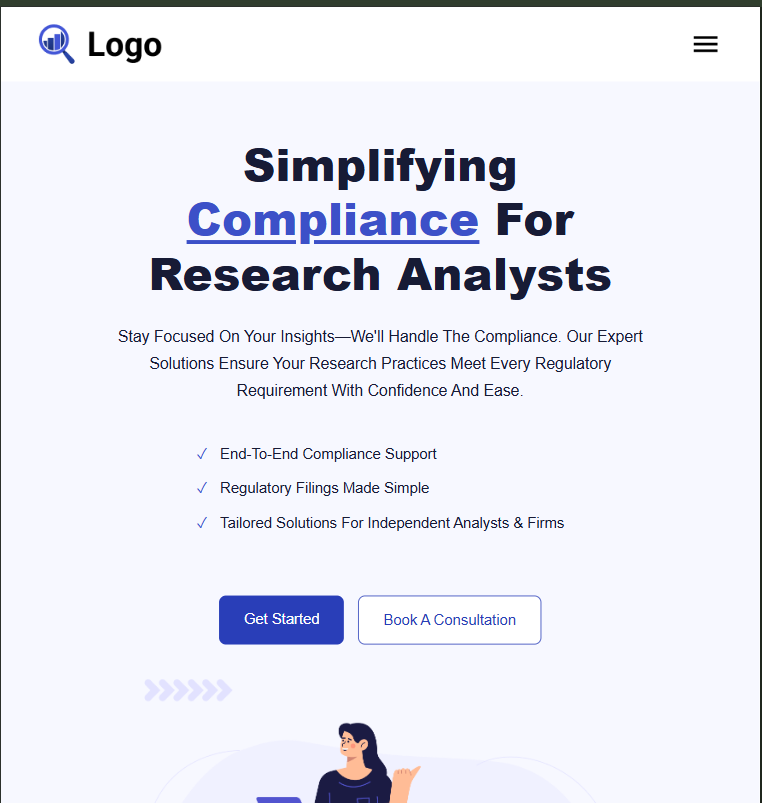 Logo
Simplifying
Compliance For
Research Analysts
Stay Focused On Your Insights—We'll Handle The Compliance. Our Expert
Solutions Ensure Your Research Practices Meet Every Regulatory
Requirement With Confidence And Ease.
✓ End-To-End Compliance Support
✓ Regulatory Filings Made Simple
✓ Tailored Solutions For Independent Analysts & Firms
Get Started
Book A Consultation